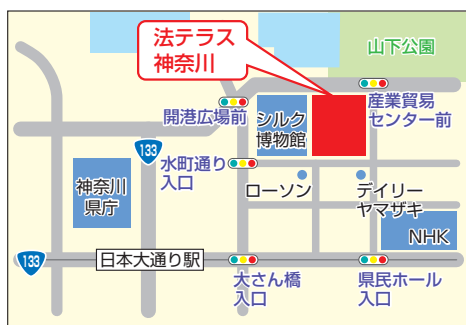 法テラス
神奈川
山下公園
開港広場前
シルク
博物館
産業貿易
センター前
133
水町通り
入口
神奈川
県庁
ローソン
デイリー
ヤマザキ
NHK
133
日本大通り駅
大さん橋
入口
県民ホール
入口